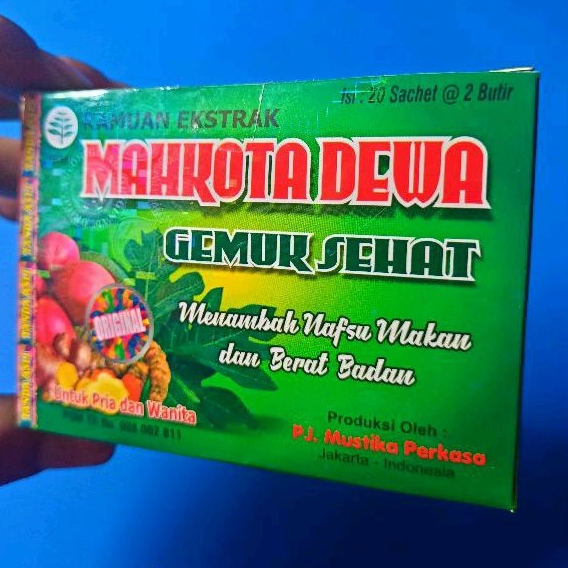 Isi : 20 Sachet @ 2 Butir
RAMUAN EKSTRAK
MAHKOTA DEWA
GEMUK SEHAT
Menambah Nafsu Makan
dan Berat Badan
ORIGINAL
Untuk Pria dan Wanita
Produksi Oleh :
PJ. Mustika Perkasa
Jakarta - Indonesia